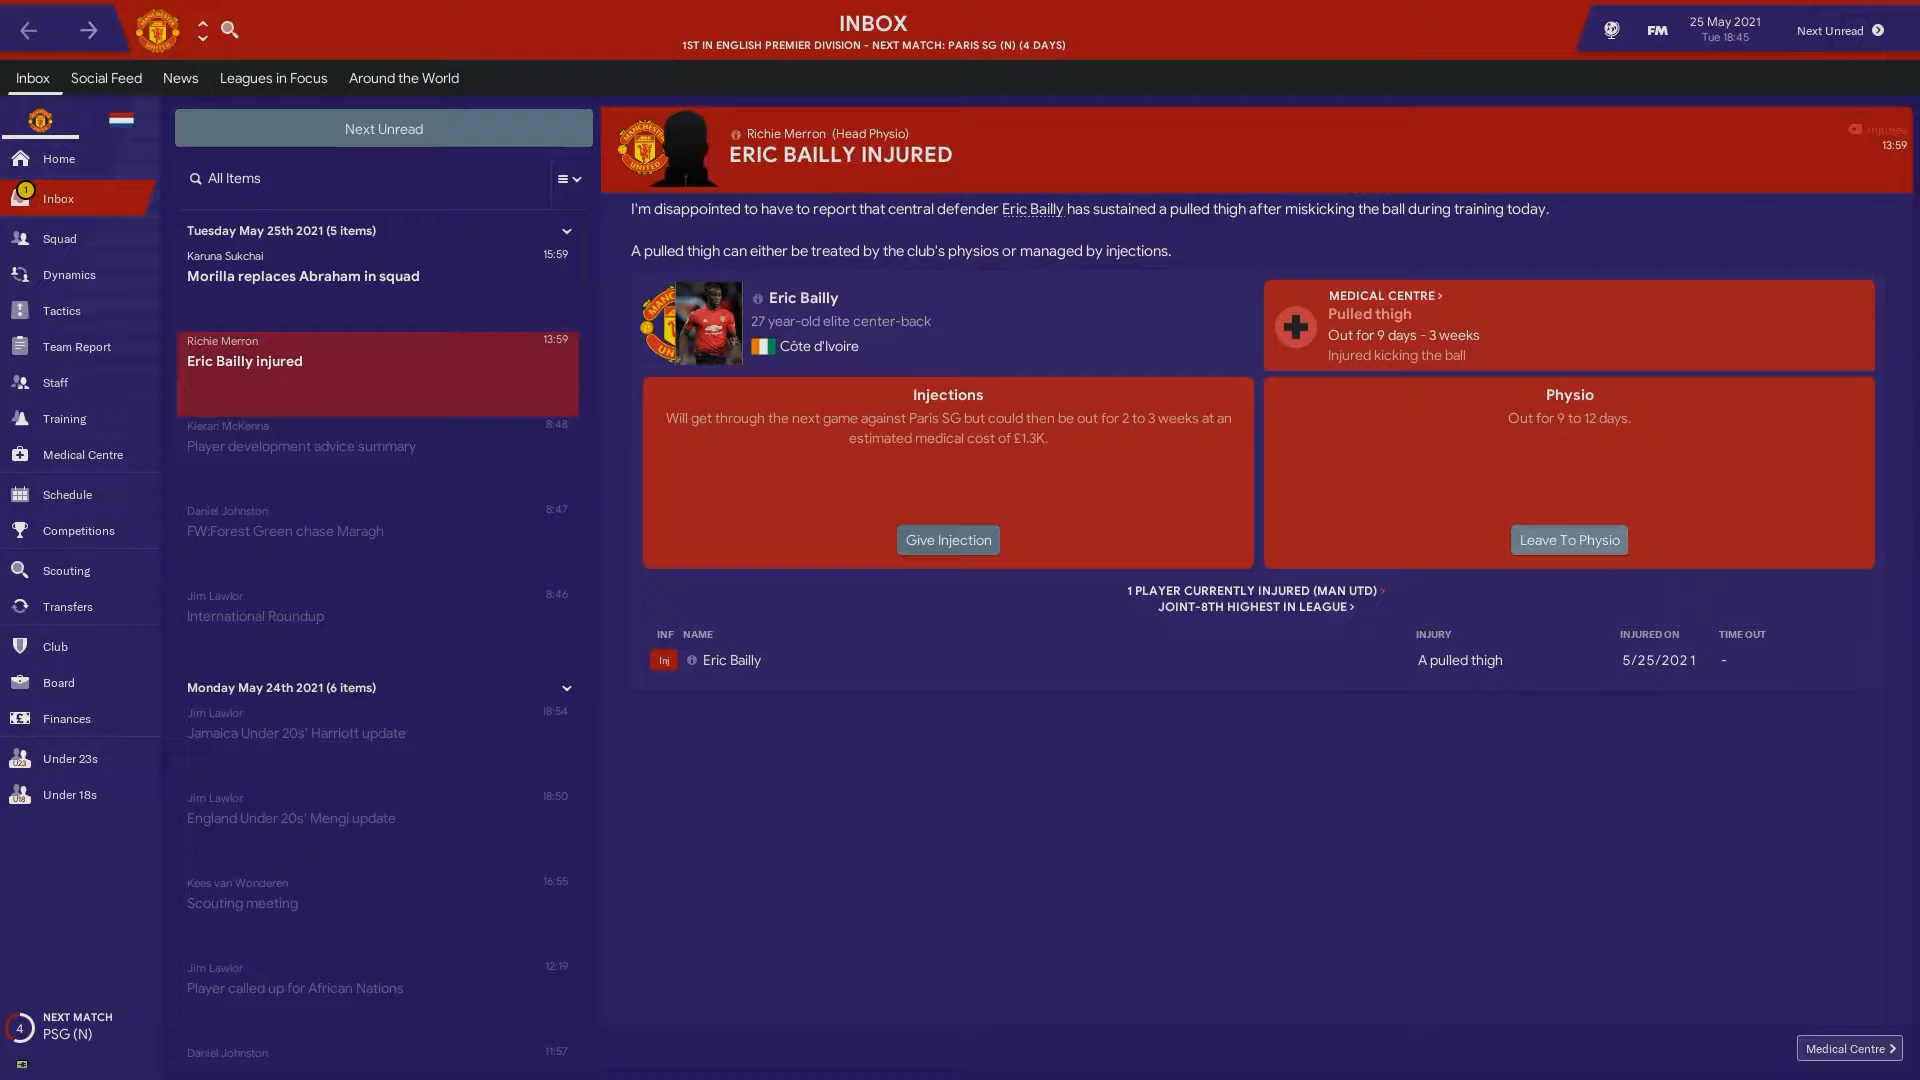 INBOX
1ST IN ENGLISH PREMIER DIVISION - NEXT MATCH: PARIS SG (N) (4 DAYS)
FM
25 May 2021
Tue 18:45
Next Unread
Inbox
Social Feed
News
Leagues in Focus
Around the World
Home
1
Inbox
Squad
Dynamics
Tactics
Team Report
Staff
Training
Medical Centre
Schedule
Competitions
Scouting
Transfers
Club
Board
Finances
U23
Under 23s
U18
Under 18s
4
NEXT MATCH
PSG (N)
Next Unread
All Items
Tuesday May 25th 2021 (5 items)
Karuna Sukchai 15:59
Morilla replaces Abraham in squad
Richie Merron 13:59
Eric Bailly injured
Kieran McKenna 8:48
Player development advice summary
Daniel Johnston 8:47
FW:Forest Green chase Maragh
Jim Lawlor 8:46
International Roundup
Monday May 24th 2021 (6 items)
Jim Lawlor 18:54
Jamaica Under 20s' Harriott update
Jim Lawlor 18:50
England Under 20s' Mengi update
Kees van Wonderen 16:55
Scouting meeting
Jim Lawlor 12:19
Player called up for African Nations
Daniel Johnston 11:57
Richie Merron (Head Physio)
ERIC BAILLY INJURED
Injuries
13:59
I'm disappointed to have to report that central defender Eric Bailly has sustained a pulled thigh after miskicking the ball during training today.
A pulled thigh can either be treated by the club's physios or managed by injections.
Eric Bailly
27 year-old elite center-back
Côte d'Ivoire
MEDICAL CENTRE
Pulled thigh
Out for 9 days - 3 weeks
Injured kicking the ball
Injections
Will get through the next game against Paris SG but could then be out for 2 to 3 weeks at an
estimated medical cost of £1.3K.
Give Injection
Physio
Out for 9 to 12 days.
Leave To Physio
1 PLAYER CURRENTLY INJURED (MAN UTD)
JOINT-8TH HIGHEST IN LEAGUE
INF NAME INJURY INJURED ON TIME OUT
Inj Eric Bailly A pulled thigh 5/25/2021 -
Medical Centre